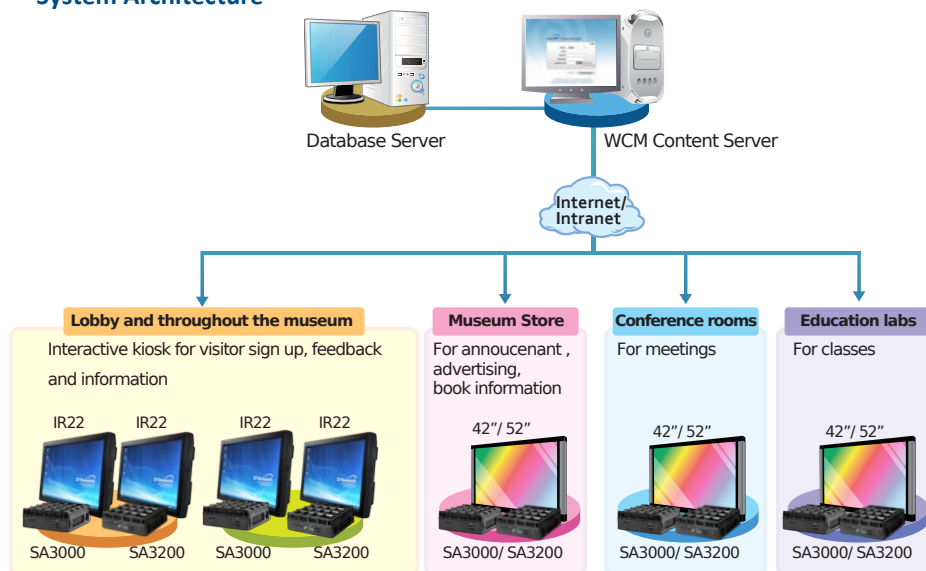 System Architecture
Database Server
WCM Content Server
Internet/
Intranet
Lobby and throughout the museum
Interactive kiosk for visitor sign up, feedback
and information
IR22
IR22
IR22
IR22
SA3000
SA3200
SA3000
SA3200
Museum Store
For annoucenant ,
advertising,
book information
42”/ 52”
SA3000/ SA3200
Conference rooms
For meetings
42”/ 52”
SA3000/ SA3200
Education labs
For classes
42”/ 52”
SA3000/ SA3200